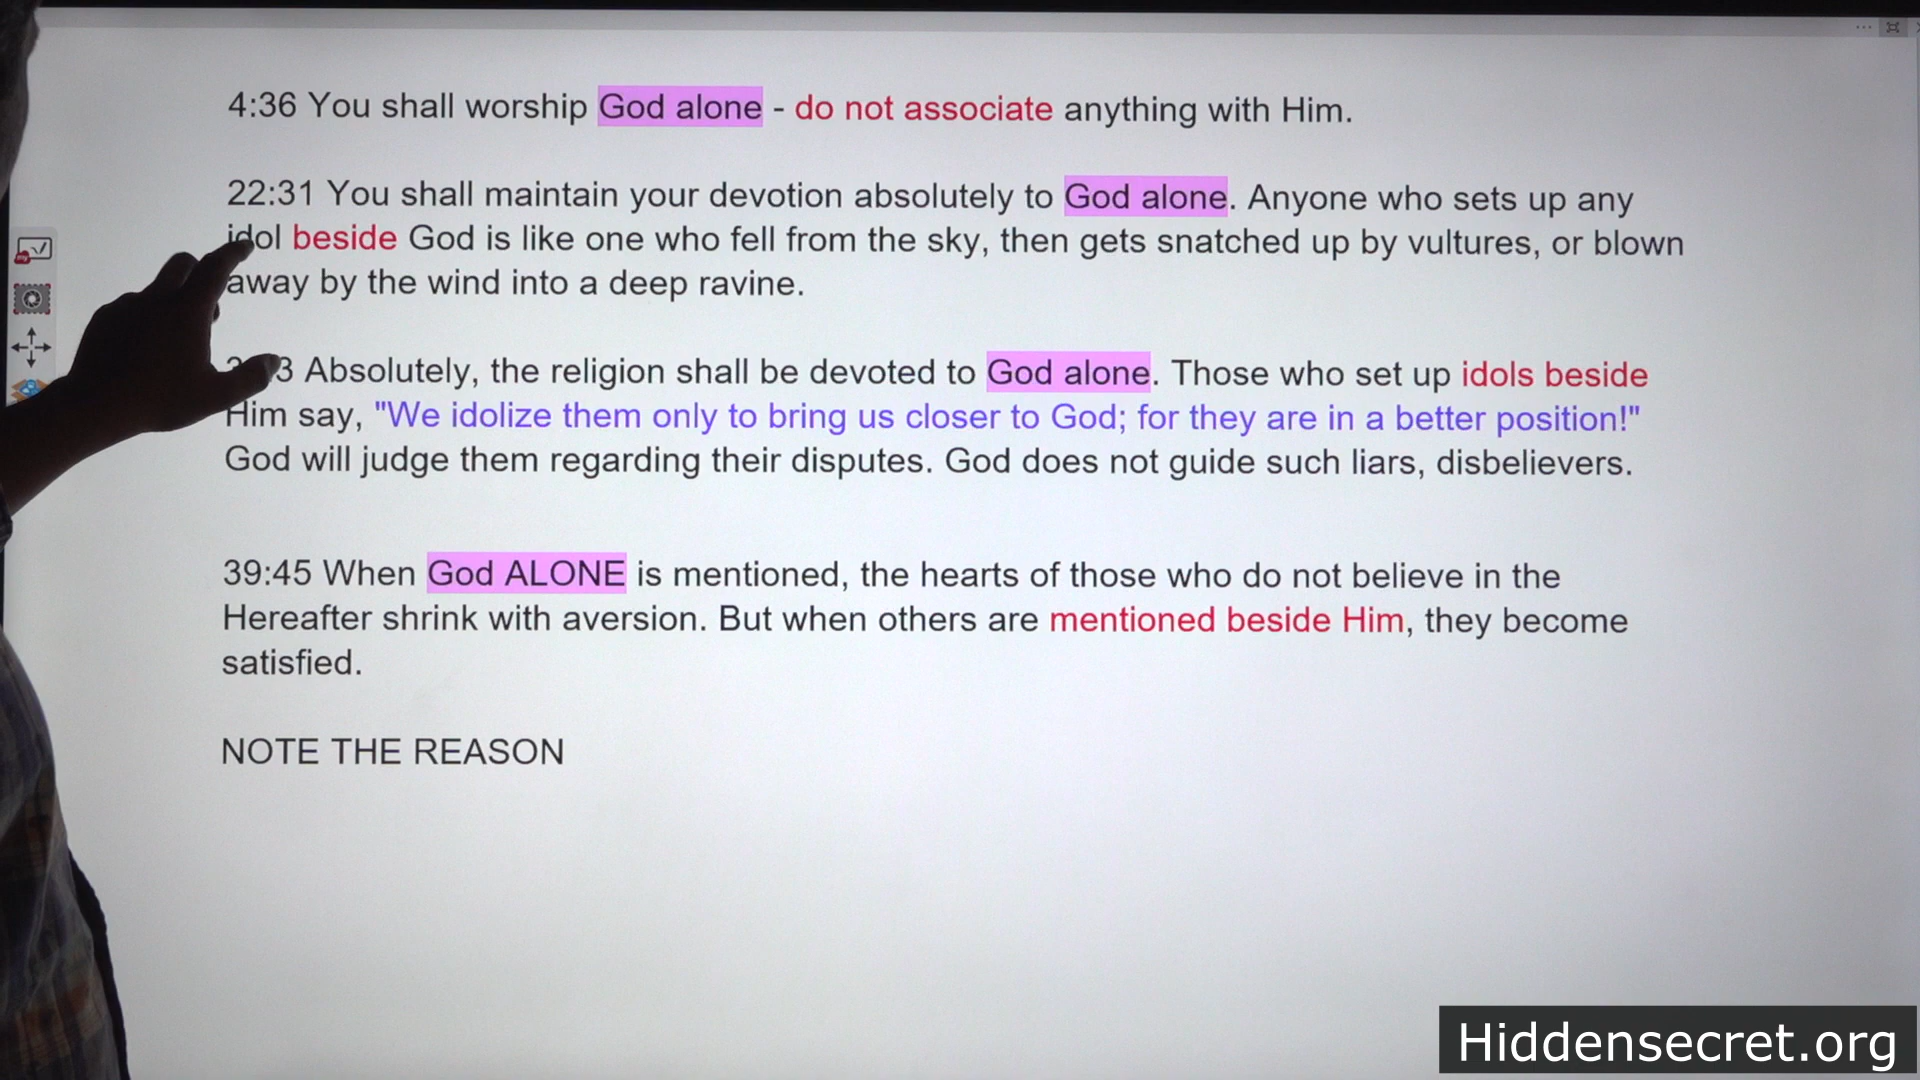 4:36 You shall worship God alone - do not associate anything with Him.
22:31 You shall maintain your devotion absolutely to God alone. Anyone who sets up any
idol beside God is like one who fell from the sky, then gets snatched up by vultures, or blown
away by the wind into a deep ravine.
Absolutely, the religion shall be devoted to God alone. Those who set up idols beside
Him say, "We idolize them only to bring us closer to God; for they are in a better position!"
God will judge them regarding their disputes. God does not guide such liars, disbelievers.
39:45 When God ALONE is mentioned, the hearts of those who do not believe in the
Hereafter shrink with aversion. But when others are mentioned beside Him, they become
satisfied.
NOTE THE REASON
Hiddensecret.org